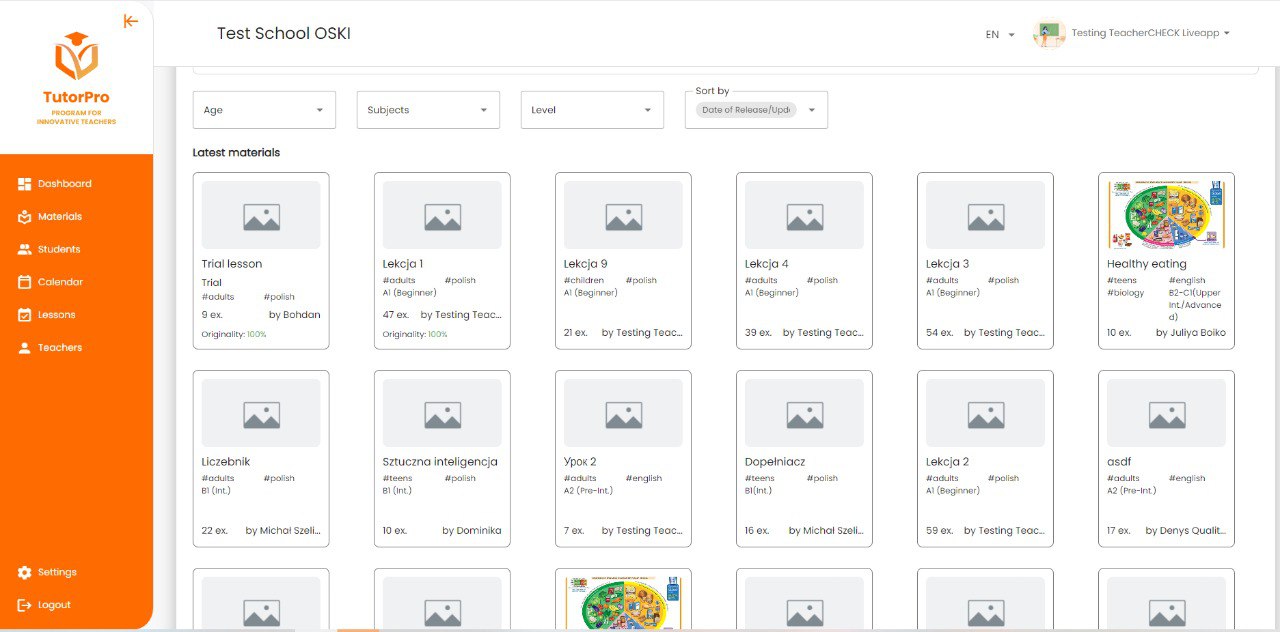 Test School OSKI
EN
Testing TeacherCHECK Liveapp
TutorPro
PROGRAM FOR
INNOVATIVE TEACHERS
Dashboard
Materials
Students
Calendar
Lessons
Teachers
Settings
Logout
Age
Subjects
Level
Sort by
Date of Release/Upd
Latest materials
Trial lesson
Trial
#adults #polish
9 ex. by Bohdan
Originality: 100%
Lekcja 1
#adults #polish
A1 (Beginner)
47 ex. by Testing Teac...
Originality: 100%
Lekcja 9
#children #polish
A1 (Beginner)
21 ex. by Testing Teac...
Lekcja 4
#adults #polish
A1 (Beginner)
39 ex. by Testing Teac...
Lekcja 3
#adults #polish
A1 (Beginner)
54 ex. by Testing Teac...
Healthy eating
#teens #english
#biology B2-C1(Upper
Int./Advance
d)
10 ex. by Juliya Boiko
Liczebnik
#adults #polish
B1 (Int.)
22 ex. by Michał Szeli...
Sztuczna inteligencja
#teens #polish
B1 (Int.)
10 ex. by Dominika
Урок 2
#adults #english
A2 (Pre-Int.)
7 ex. by Testing Teac...
Dopełniacz
#teens #polish
B1(Int.)
16 ex. by Michał Szeli...
Lekcja 2
#adults #polish
A1 (Beginner)
59 ex. by Testing Teac...
asdf
#adults #english
A2 (Pre-Int.)
17 ex. by Denys Qualit...